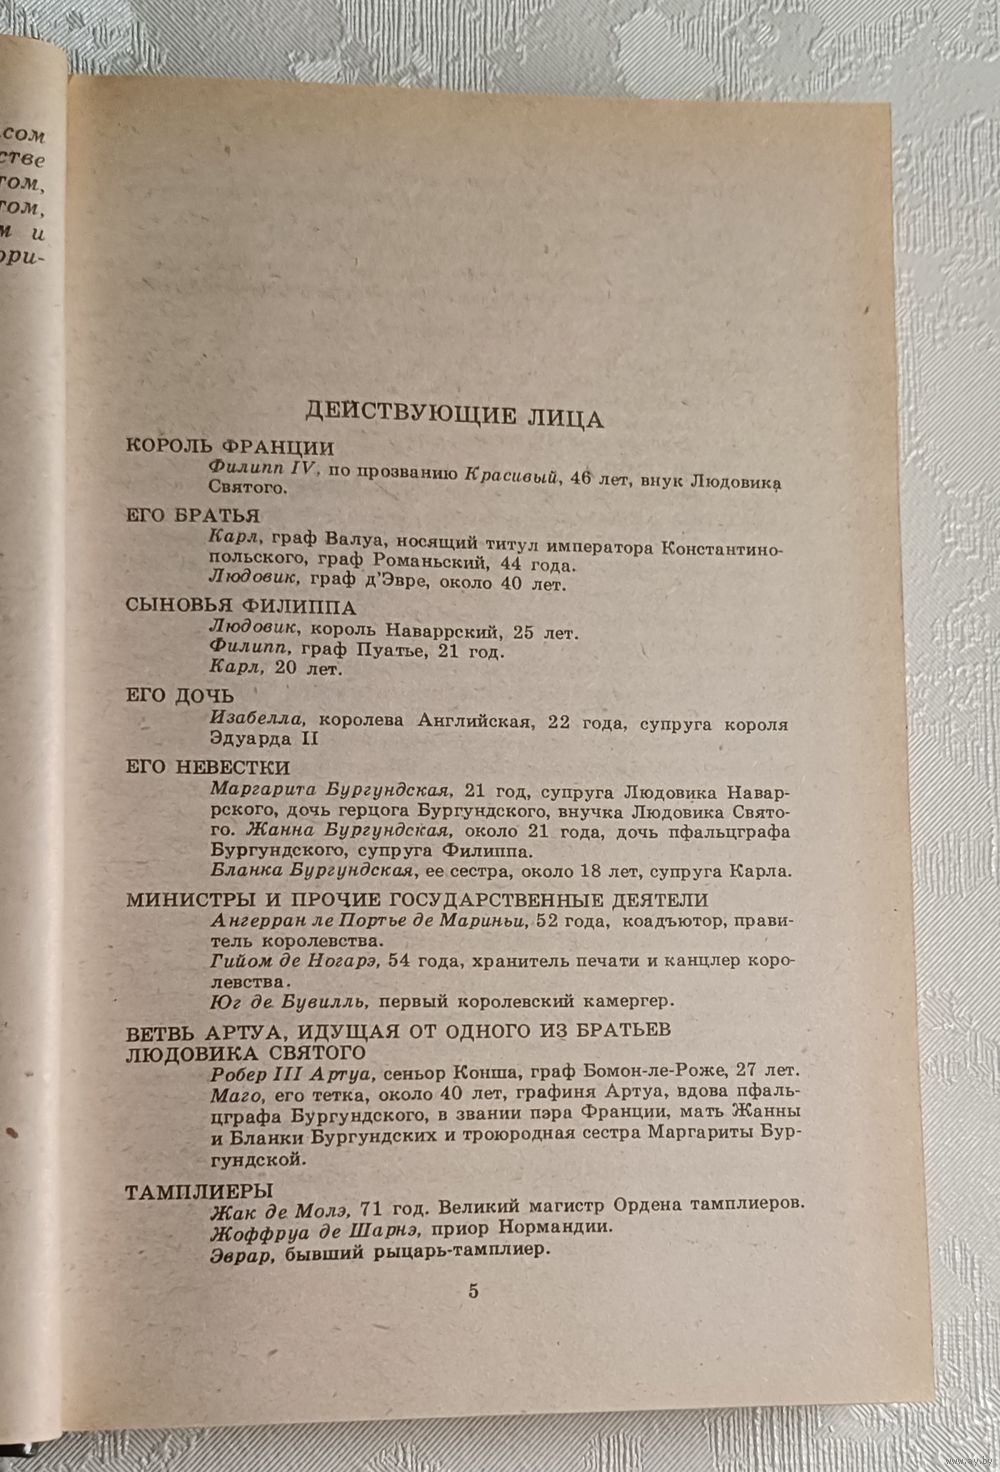 сом
стве
том,
том,
м и
ори-
ДЕЙСТВУЮЩИЕ ЛИЦА
КОРОЛЬ ФРАНЦИИ
Филипп IV, по прозванию Красивый, 46 лет, внук Людовика
Святого.
ЕГО БРАТЬЯ
Карл, граф Валуа, носящий титул императора Константино-
польского, граф Романьский, 44 года.
Людовик, граф д'Эвре, около 40 лет.
СЫНОВЬЯ ФИЛИППА
Людовик, король Наваррский, 25 лет.
Филипп, граф Пуатье, 21 год.
Карл, 20 лет.
ЕГО ДОЧЬ
Изабелла, королева Английская, 22 года, супруга короля
Эдуарда II
ЕГО НЕВЕСТКИ
Маргарита Бургундская, 21 год, супруга Людовика Навар-
рского, дочь герцога Бургундского, внучка Людовика Свято-
го. Жанна Бургундская, около 21 года, дочь пфальцграфа
Бургундского, супруга Филиппа.
Бланка Бургундская, ее сестра, около 18 лет, супруга Карла.
МИНИСТРЫ И ПРОЧИЕ ГОСУДАРСТВЕННЫЕ ДЕЯТЕЛИ
Ангерран ле Портье де Мариньи, 52 года, коадъютор, прави-
тель королевства.
Гийом де Ногарэ, 54 года, хранитель печати и канцлер коро-
левства.
Юг де Бувилль, первый королевский камергер.
ВЕТВЬ АРТУА, ИДУЩАЯ ОТ ОДНОГО ИЗ БРАТЬЕВ
ЛЮДОВИКА СВЯТОГО
Робер III Артуа, сеньор Конша, граф Бомон-ле-Роже, 27 лет.
Маго, его тетка, около 40 лет, графиня Артуа, вдова пфаль-
цграфа Бургундского, в звании пэра Франции, мать Жанны
и Бланки Бургундских и троюродная сестра Маргариты Бур-
гундской.
ТАМПЛИЕРЫ
Жак де Молэ, 71 год. Великий магистр Ордена тамплиеров.
Жоффруа де Шарнэ, приор Нормандии.
Эврар, бывший рыцарь-тамплиер.
5
www.ay.by